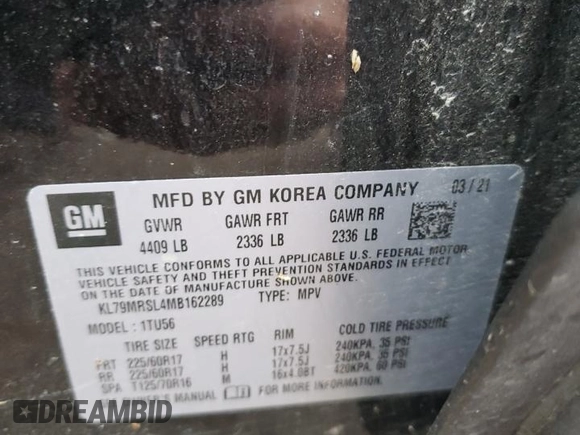 GM
MFD BY GM KOREA COMPANY 03 / 21
GVWR GAWR FRT GAWR RR
4409 LB 2336 LB 2336 LB
THIS VEHICLE CONFORMS TO ALL APPLICABLE U.S. FEDERAL MOTOR
VEHICLE SAFETY AND THEFT PREVENTION STANDARDS IN EFFECT
ON THE DATE OF MANUFACTURE SHOWN ABOVE.
KL79MRSL4MB162289 TYPE: MPV
MODEL : 1TU56
TIRE SIZE SPEED RTG RIM COLD TIRE PRESSURE
FRT 225/60R17 H 17x7.5J 240KPA, 35 PSI
RR 225/60R17 H 17x7.5J 240KPA, 35 PSI
SPA T125/70R16 M 16x4.0BT 420KPA, 60 PSI
OWNER'S MANUAL
DREAMBID